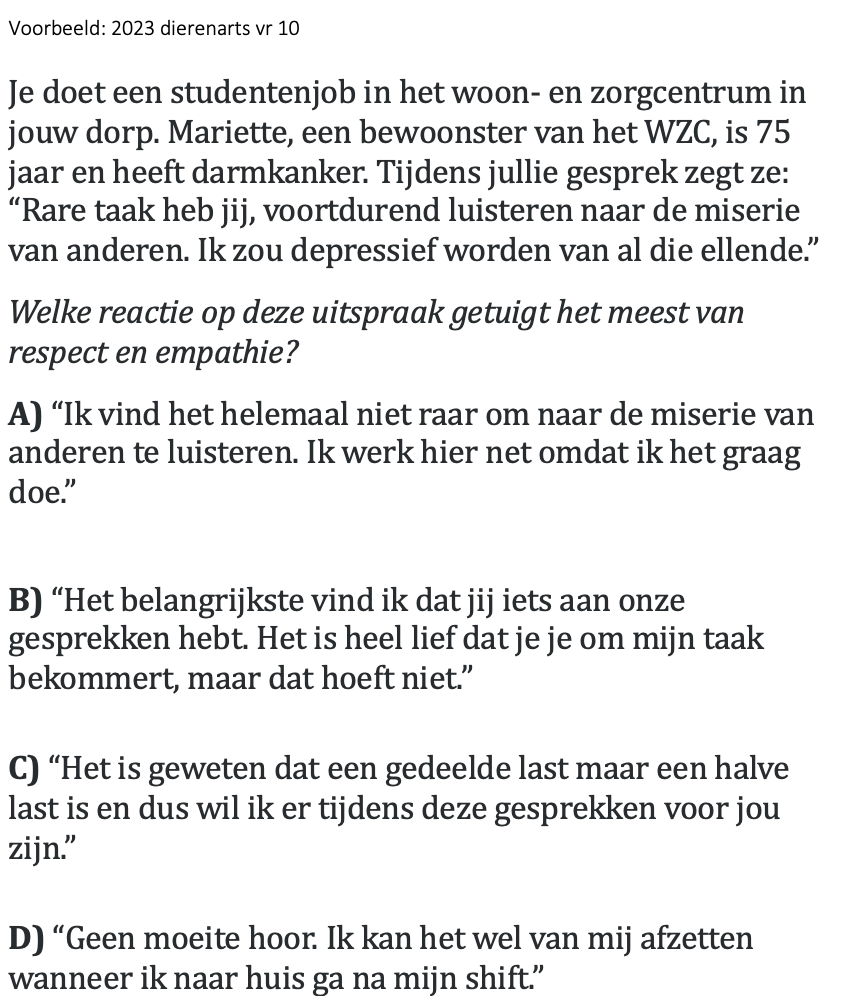 Voorbeeld: 2023 dierenarts vr 10
Je doet een studentenjob in het woon- en zorgcentrum in
jouw dorp. Mariette, een bewoonster van het WZC, is 75
jaar en heeft darmkanker. Tijdens jullie gesprek zegt ze:
“Rare taak heb jij, voortdurend luisteren naar de miserie
van anderen. Ik zou depressief worden van al die ellende.”
Welke reactie op deze uitspraak getuigt het meest van
respect en empathie?
A) “Ik vind het helemaal niet raar om naar de miserie van
anderen te luisteren. Ik werk hier net omdat ik het graag
doe.”
B) “Het belangrijkste vind ik dat jij iets aan onze
gesprekken hebt. Het is heel lief dat je je om mijn taak
bekommert, maar dat hoeft niet.”
C) “Het is geweten dat een gedeelde last maar een halve
last is en dus wil ik er tijdens deze gesprekken voor jou
zijn.”
D) “Geen moeite hoor. Ik kan het wel van mij afzetten
wanneer ik naar huis ga na mijn shift.”